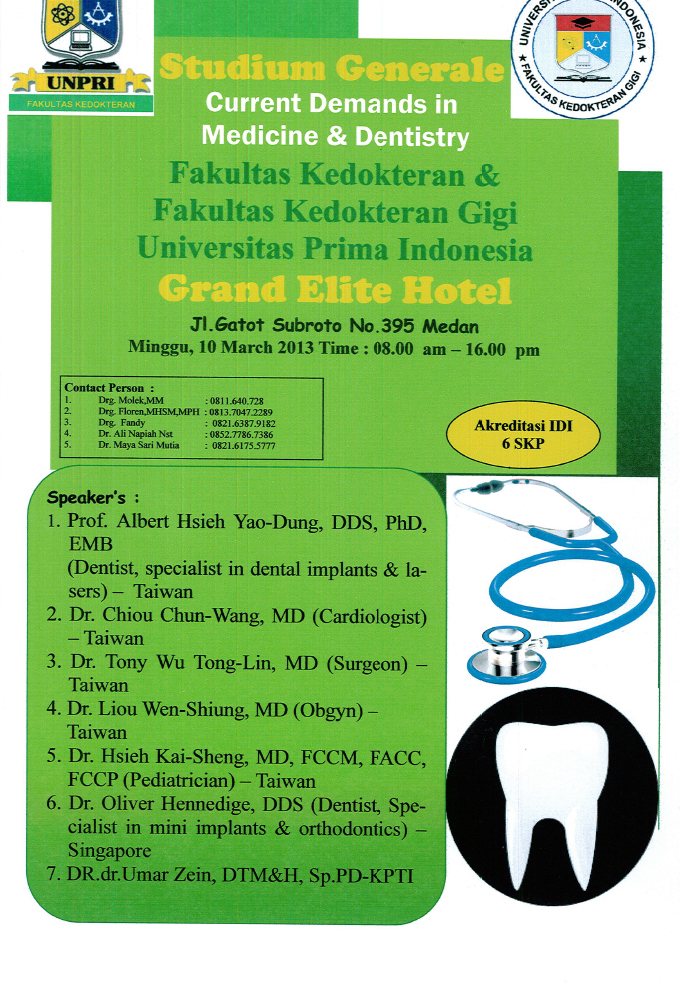 UNPRI
FAKULTAS KEDOKTERAN
INDONESIA
FAKULTAS KEDOKTERAN GIGI
Studium Generale
Current Demands in
Medicine & Dentistry
Fakultas Kedokteran &
Fakultas Kedokteran Gigi
Universitas Prima Indonesia
Grand Elite Hotel
Jl.Gatot Subroto No.395 Medan
Minggu, 10 March 2013 Time : 08.00 am – 16.00 pm
Contact Person :
1. Drg. Molek,MM : 0811.640.728
2. Drg. Floren,MHSM,MPH : 0813.7047.2289
3. Drg. Fandy : 0821.6387.9182
4. Dr. Ali Napiah Nst : 0852.7786.7386
5. Dr. Maya Sari Mutia : 0821.6175.5777
Akreditasi IDI
6 SKP
Speaker's :
1. Prof. Albert Hsieh Yao-Dung, DDS, PhD,
EMB
(Dentist, specialist in dental implants & la-
sers) – Taiwan
2. Dr. Chiou Chun-Wang, MD (Cardiologist)
– Taiwan
3. Dr. Tony Wu Tong-Lin, MD (Surgeon) –
Taiwan
4. Dr. Liou Wen-Shiung, MD (Obgyn) –
Taiwan
5. Dr. Hsieh Kai-Sheng, MD, FCCM, FACC,
FCCP (Pediatrician) – Taiwan
6. Dr. Oliver Hennedige, DDS (Dentist, Spe-
cialist in mini implants & orthodontics) –
Singapore
7. DR.dr.Umar Zein, DTM&H, Sp.PD-KPTI